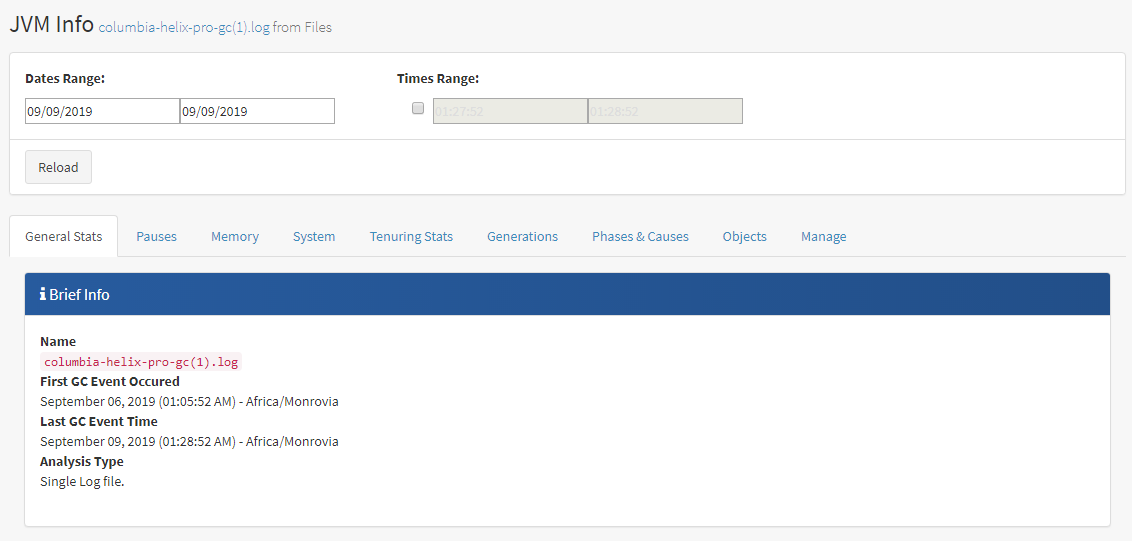 JVM Info columbia-helix-pro-gc(1).log from Files
Dates Range: Times Range:
09/09/2019 09/09/2019 01:27:52 01:28:52
Reload
General Stats Pauses Memory System Tenuring Stats Generations Phases & Causes Objects Manage
Brief Info
Name
columbia-helix-pro-gc(1).log
First GC Event Occured
September 06, 2019 (01:05:52 AM) - Africa/Monrovia
Last GC Event Time
September 09, 2019 (01:28:52 AM) - Africa/Monrovia
Analysis Type
Single Log file.